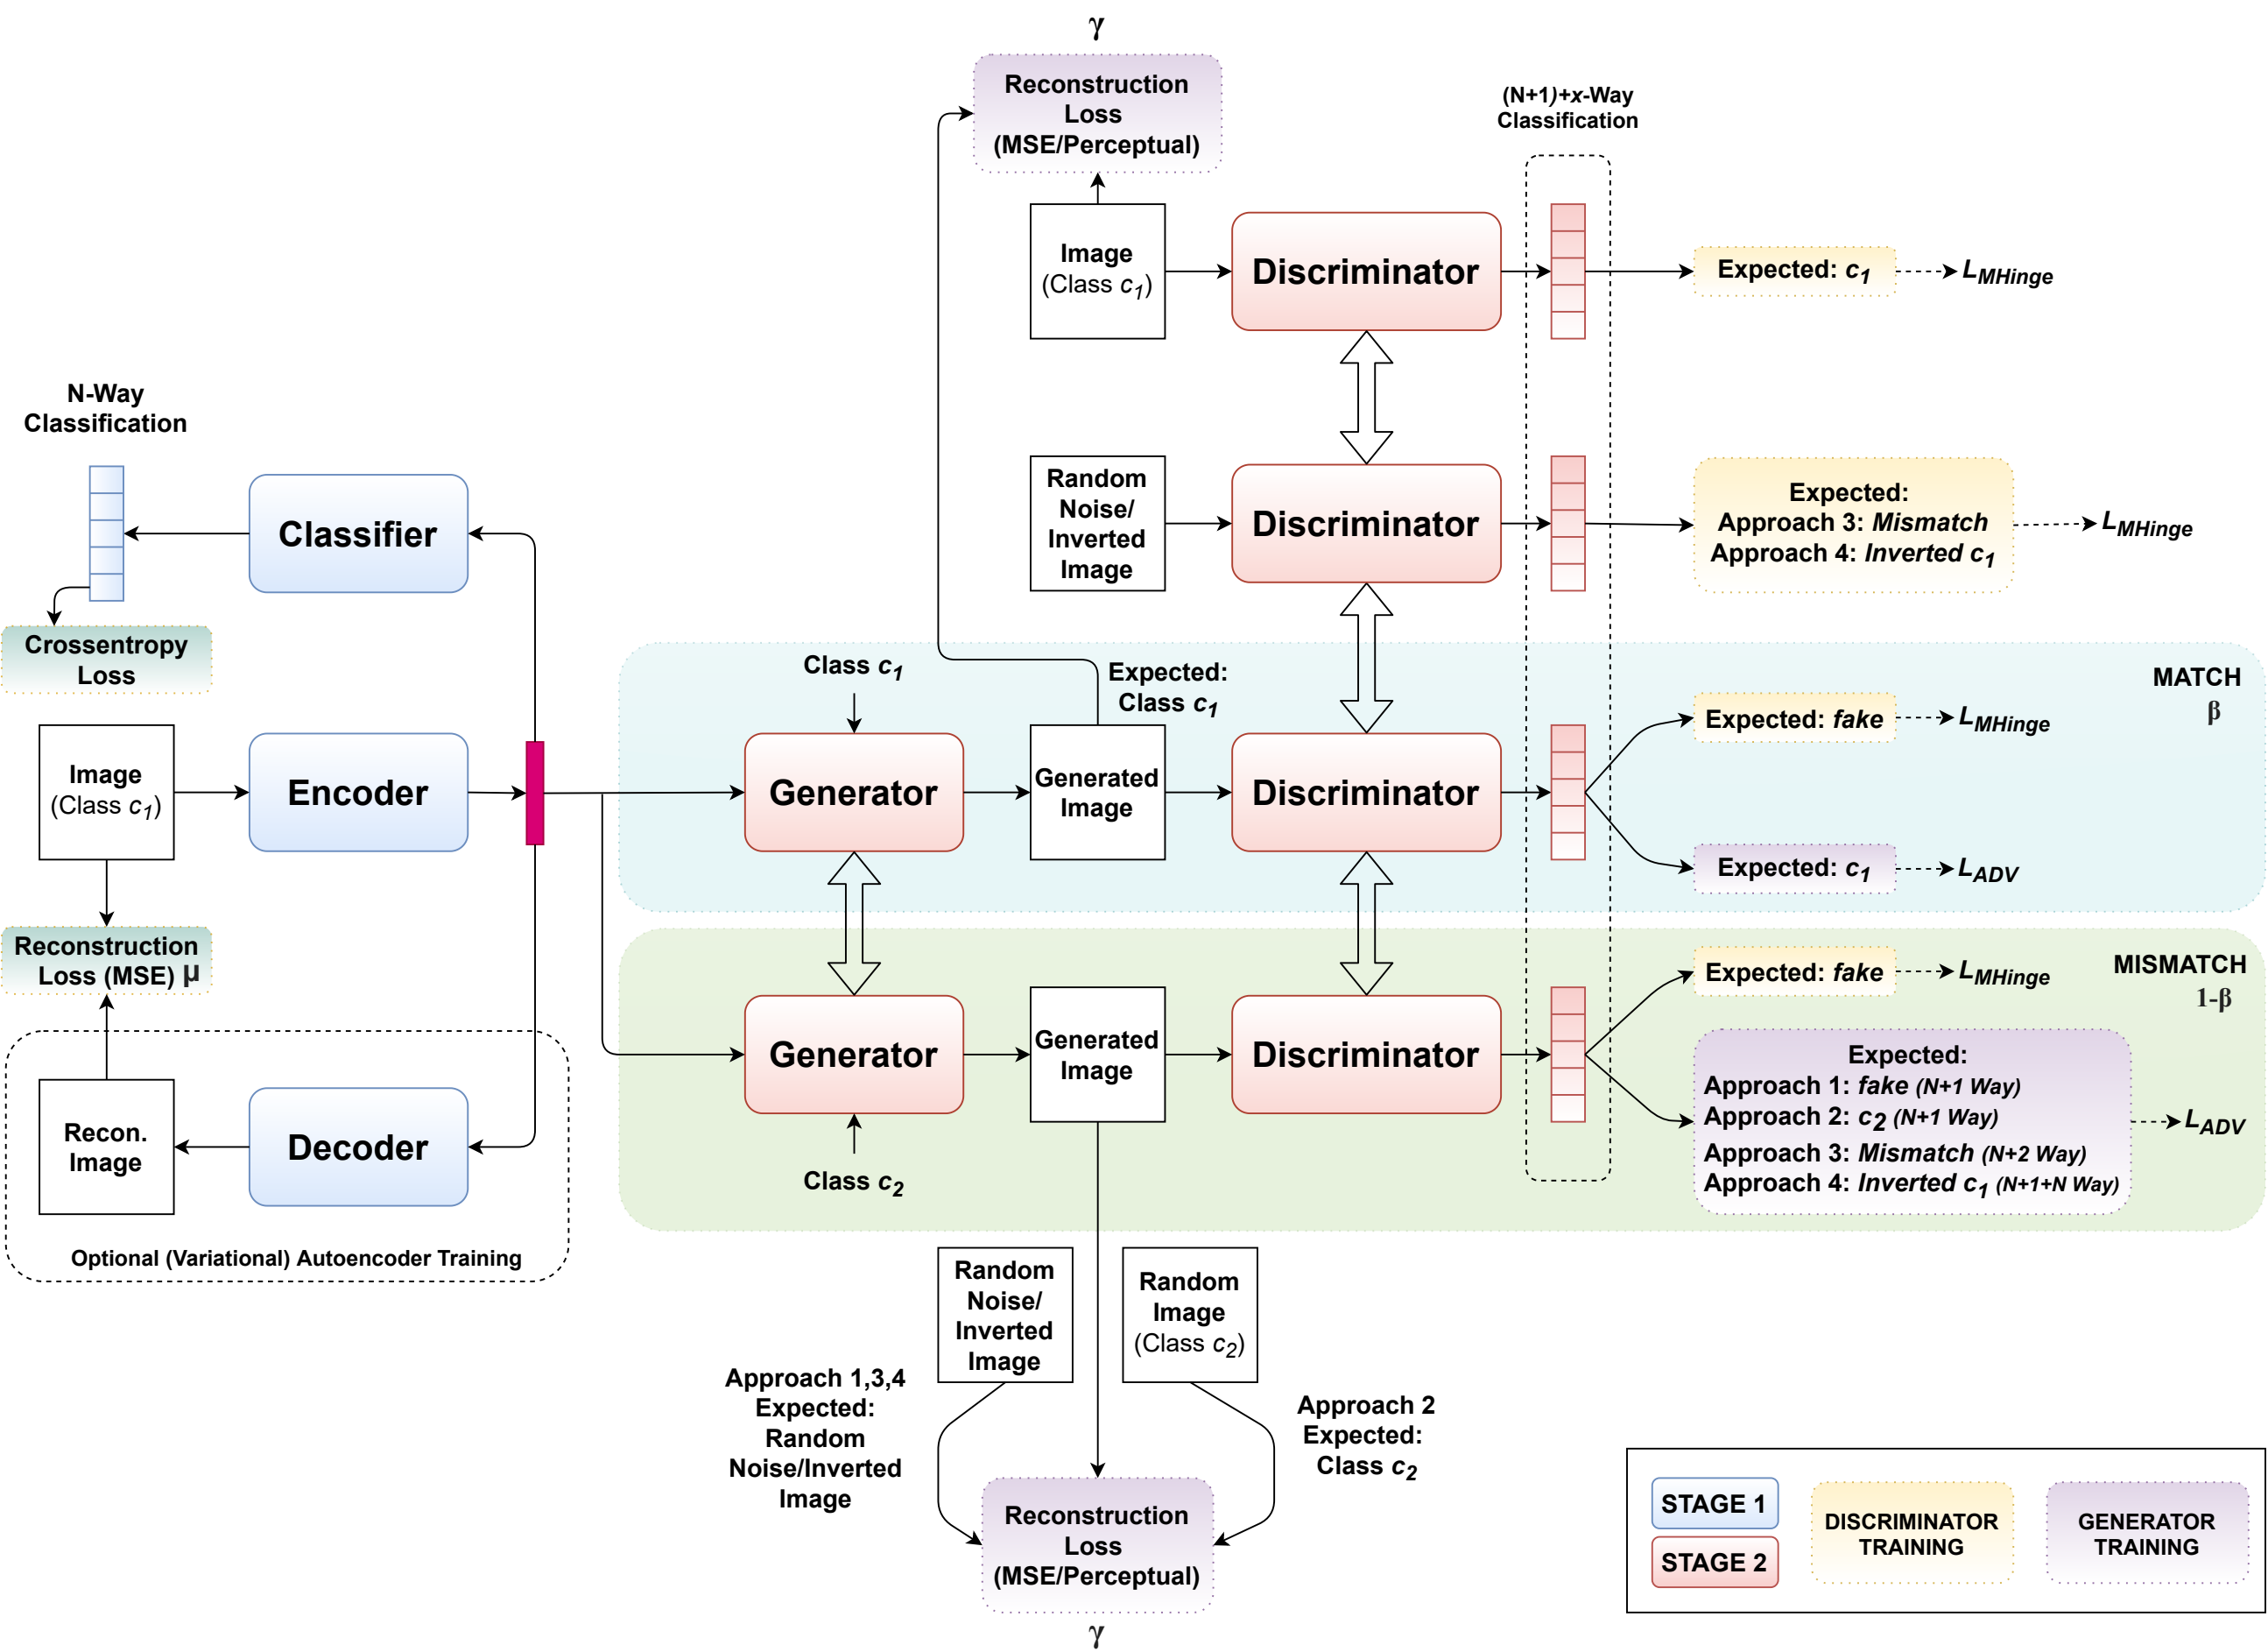 γ
Reconstruction
Loss
(MSE/Perceptual)
(N+1)+x-Way
Classification
Image
(Class c1)
Discriminator
Expected: c1
LMHinge
N-Way
Classification
Classifier
Crossentropy
Loss
Random
Noise/
Inverted
Image
Discriminator
Expected:
Approach 3: Mismatch
Approach 4: Inverted c1
LMHinge
Image
(Class c1)
Encoder
Class c1
Generator
Expected:
Class c1
Generated
Image
Discriminator
Expected: fake
LMHinge
Expected: c1
LADV
MATCH
β
Reconstruction
Loss (MSE) μ
Recon.
Image
Decoder
Optional (Variational) Autoencoder Training
Generator
Class c2
Generated
Image
Discriminator
Expected: fake
LMHinge
MISMATCH
1-β
Expected:
Approach 1: fake (N+1 Way)
Approach 2: c2 (N+1 Way)
Approach 3: Mismatch (N+2 Way)
Approach 4: Inverted c1 (N+1+N Way)
LADV
Random
Noise/
Inverted
Image
Random
Image
(Class c2)
Approach 1,3,4
Expected:
Random
Noise/Inverted
Image
Approach 2
Expected:
Class c2
Reconstruction
Loss
(MSE/Perceptual)
γ
STAGE 1
STAGE 2
DISCRIMINATOR
TRAINING
GENERATOR
TRAINING